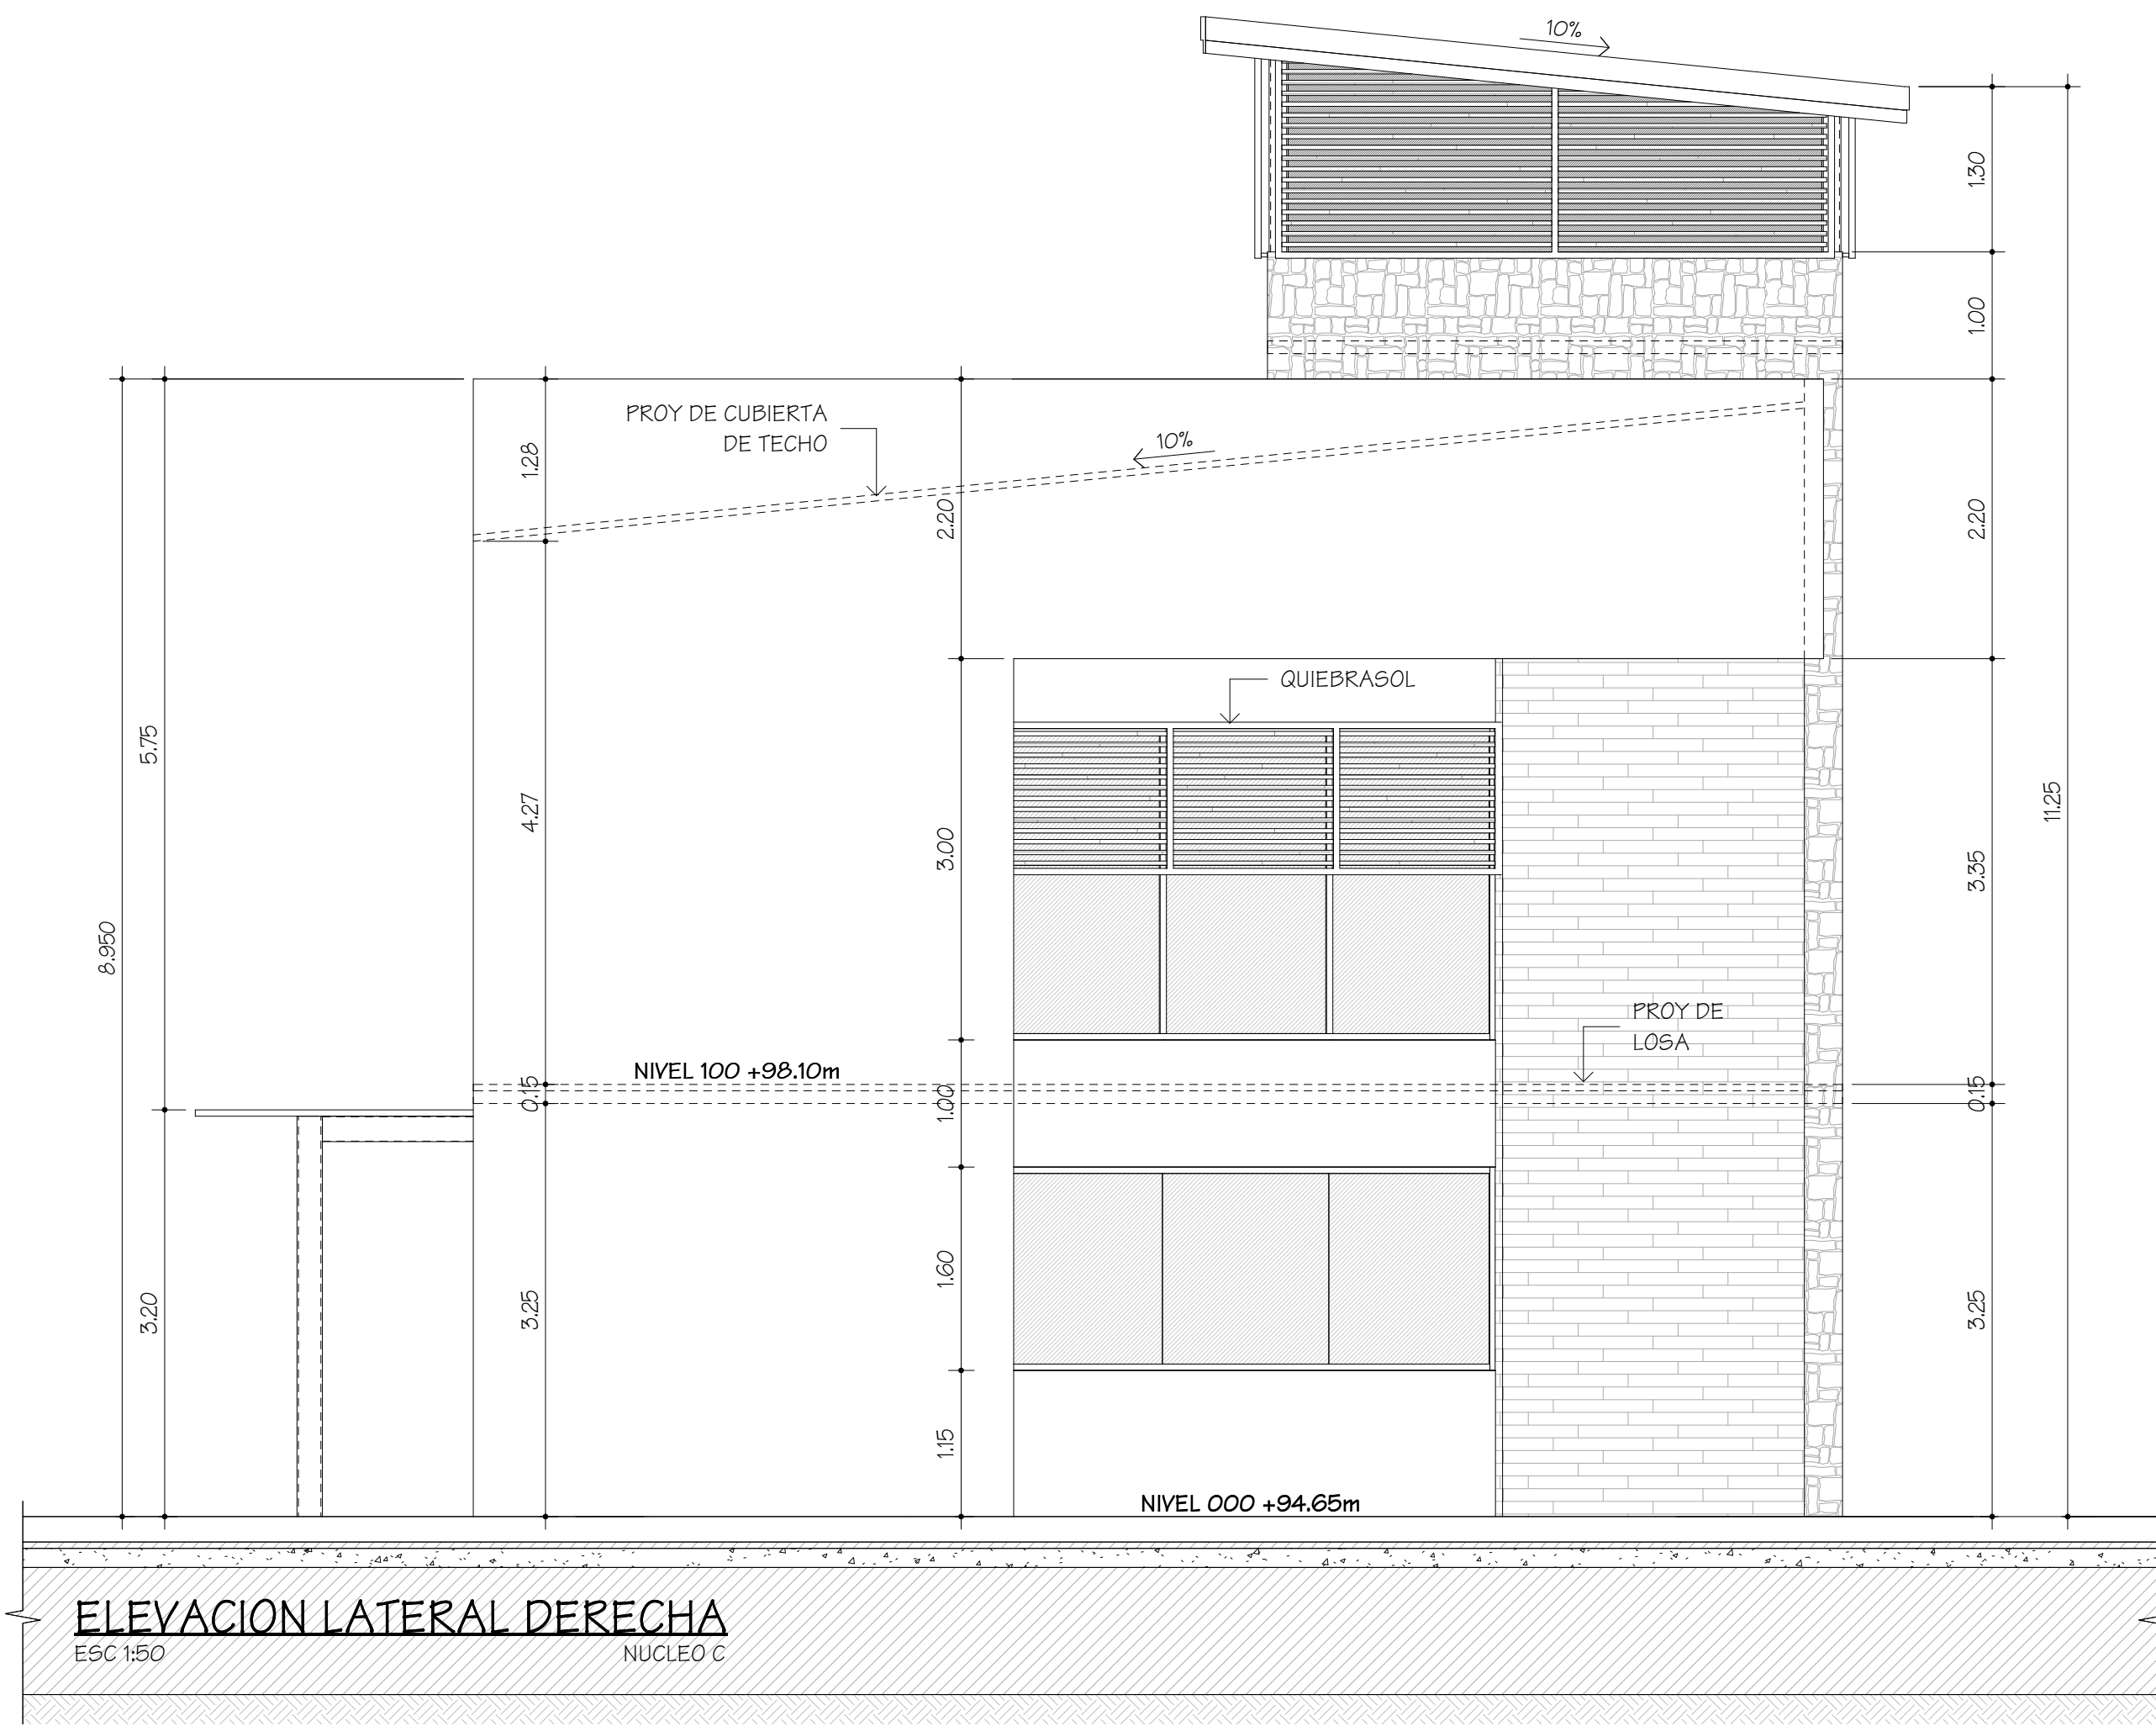 10%
1.30
1.00
PROY DE CUBIERTA
DE TECHO
10%
1.28
2.20
2.20
QUIEBRASOL
5.75
4.27
3.00
11.25
3.35
8.950
PROY DE
LOSA
NIVEL 100 +98.10m
0.15
1.00
0.15
3.20
3.25
1.60
3.25
1.15
NIVEL 000 +94.65m
ELEVACION LATERAL DERECHA
ESC 1:50
NUCLEO C